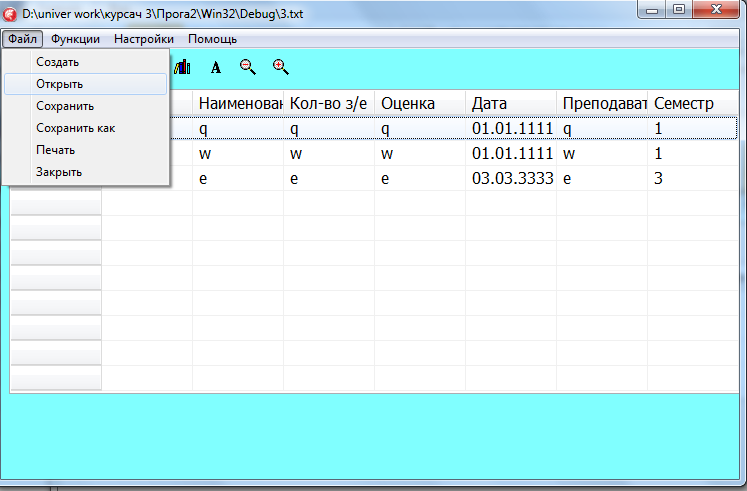 D:\univer work\курсач 3\Прога2\Win32\Debug\3.txt
Файл Функции Настройки Помощь
Создать
Открыть
Сохранить
Сохранить как
Печать
Закрыть
A
Наименован Кол-во з/е Оценка Дата Преподават Семестр
q q q 01.01.1111 q 1
w w w 01.01.1111 w 1
e e e 03.03.3333 e 3